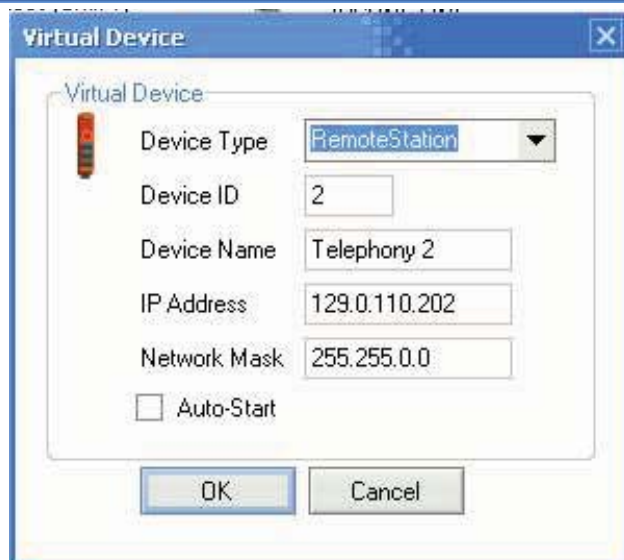 Virtual Device
Virtual Device
Device Type RemoteStation
Device ID 2
Device Name Telephony 2
IP Address 129.0.110.202
Network Mask 255.255.0.0
Auto-Start
OK Cancel